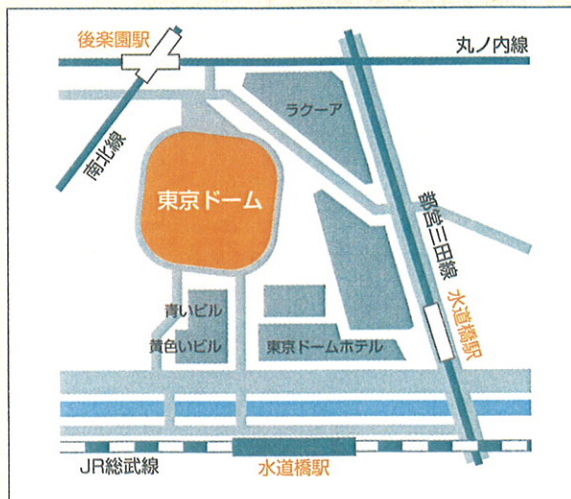 後楽園駅
丸ノ内線
ラクーア
南北線
東京ドーム
都営三田線
青いビル
水道橋駅
黄色いビル
東京ドームホテル
JR総武線
水道橋駅